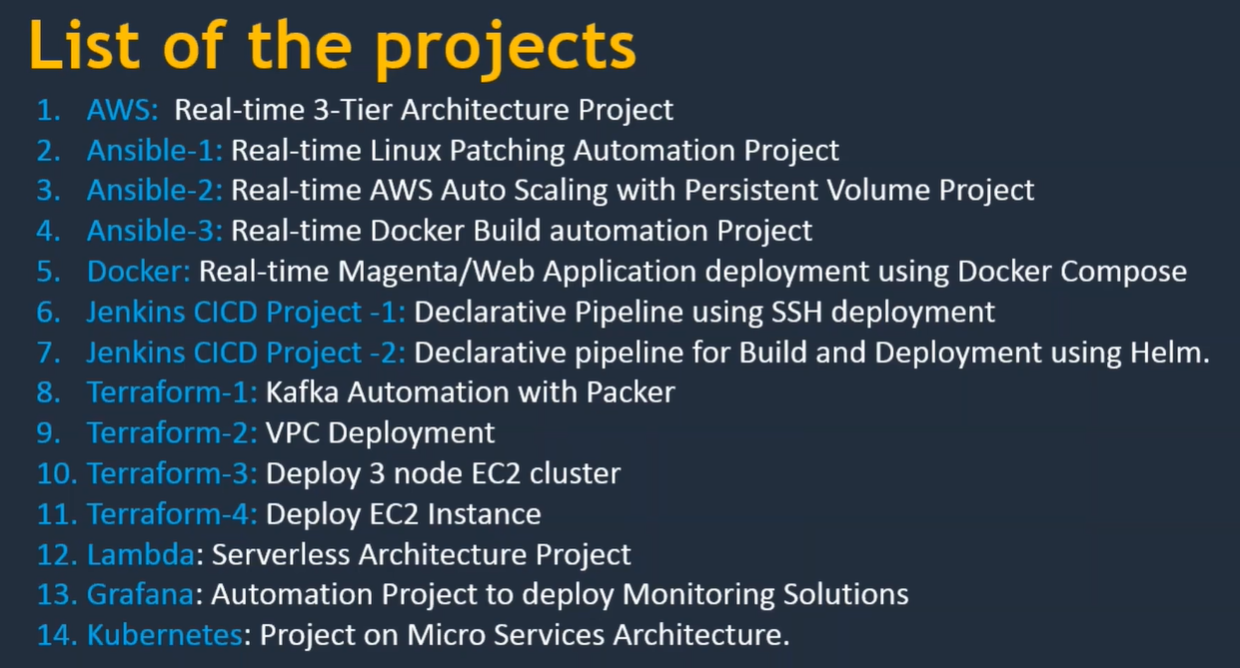 List of the projects
1. AWS: Real-time 3-Tier Architecture Project
2. Ansible-1: Real-time Linux Patching Automation Project
3. Ansible-2: Real-time AWS Auto Scaling with Persistent Volume Project
4. Ansible-3: Real-time Docker Build automation Project
5. Docker: Real-time Magenta/Web Application deployment using Docker Compose
6. Jenkins CICD Project -1: Declarative Pipeline using SSH deployment
7. Jenkins CICD Project -2: Declarative pipeline for Build and Deployment using Helm.
8. Terraform-1: Kafka Automation with Packer
9. Terraform-2: VPC Deployment
10. Terraform-3: Deploy 3 node EC2 cluster
11. Terraform-4: Deploy EC2 Instance
12. Lambda: Serverless Architecture Project
13. Grafana: Automation Project to deploy Monitoring Solutions
14. Kubernetes: Project on Micro Services Architecture.